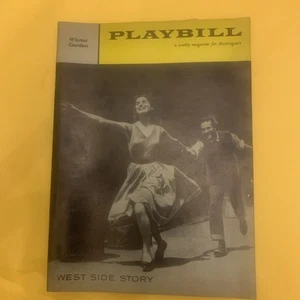 Winter
Garden
PLAYBILL
a weekly magazine for theatregoers
WEST SIDE STORY